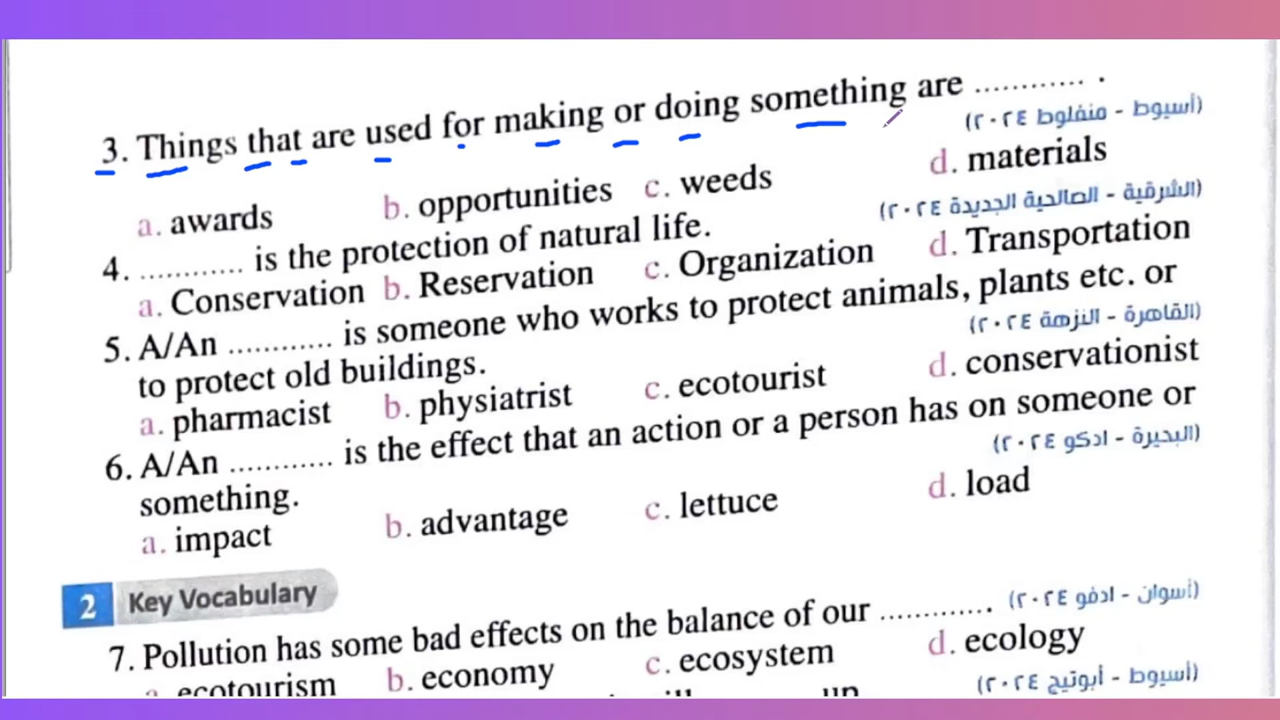 3. Things that are used for making or doing something are ............ .
(أسيوط - منفلوط ٢٠٢٤)
a. awards b. opportunities c. weeds d. materials
(الشرقية - الصالحية الجديدة ٢٠٢٤)
4. ............ is the protection of natural life.
a. Conservation b. Reservation c. Organization d. Transportation
5. A/An ............ is someone who works to protect animals, plants etc. or
to protect old buildings.
(القاهرة - النزهة ٢٠٢٤)
a. pharmacist b. physiatrist c. ecotourist d. conservationist
6. A/An ............ is the effect that an action or a person has on someone or
something.
(البحيرة - ادكو ٢٠٢٤)
a. impact b. advantage c. lettuce d. load
2 Key Vocabulary
7. Pollution has some bad effects on the balance of our ............. (أسوان - ادفو ٢٠٢٤)
a. ecotourism b. economy c. ecosystem d. ecology
(أسيوط - أبوتيج ٢٠٢٤)